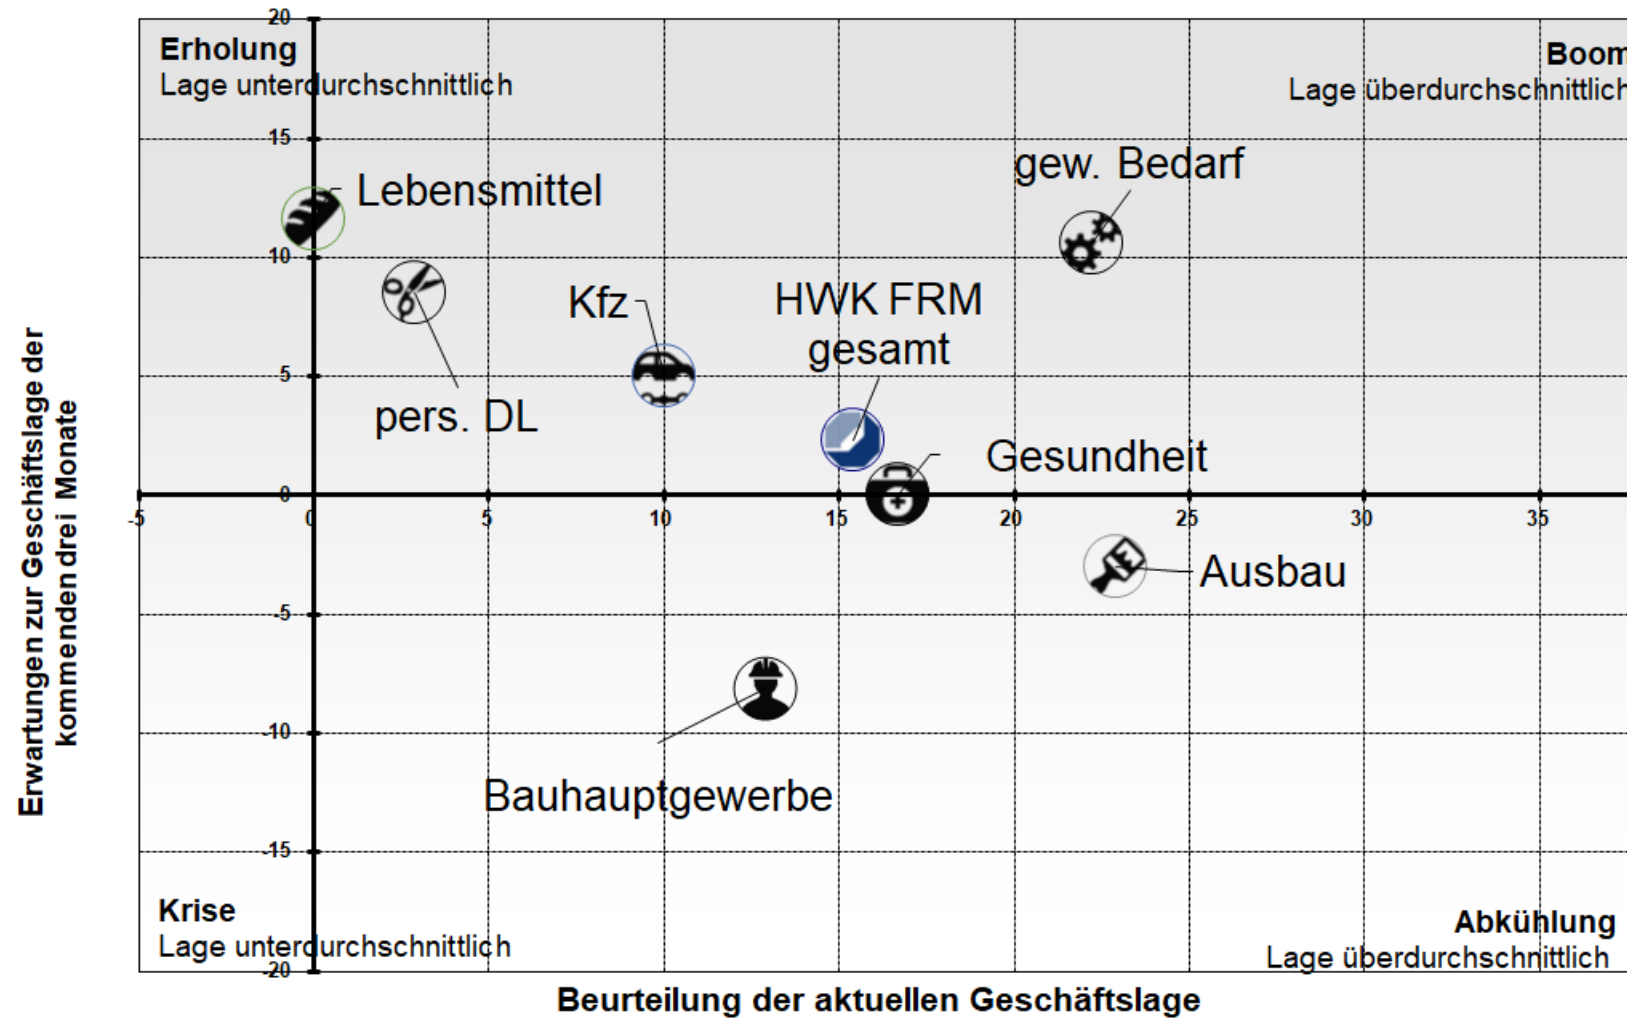 20
Erholung
Lage unterdurchschnittlich
Boom
Lage überdurchschnittlich
15
gew. Bedarf
Lebensmittel
10
Kfz
HWK FRM
gesamt
5
pers. DL
Gesundheit
0
-5 0 5 10 15 20 25 30 35
Ausbau
-5
-10
Bauhauptgewerbe
-15
Krise
Lage unterdurchschnittlich
Abkühlung
Lage überdurchschnittlich
-20
Erwartungen zur Geschäftslage der
kommenden drei Monate
Beurteilung der aktuellen Geschäftslage